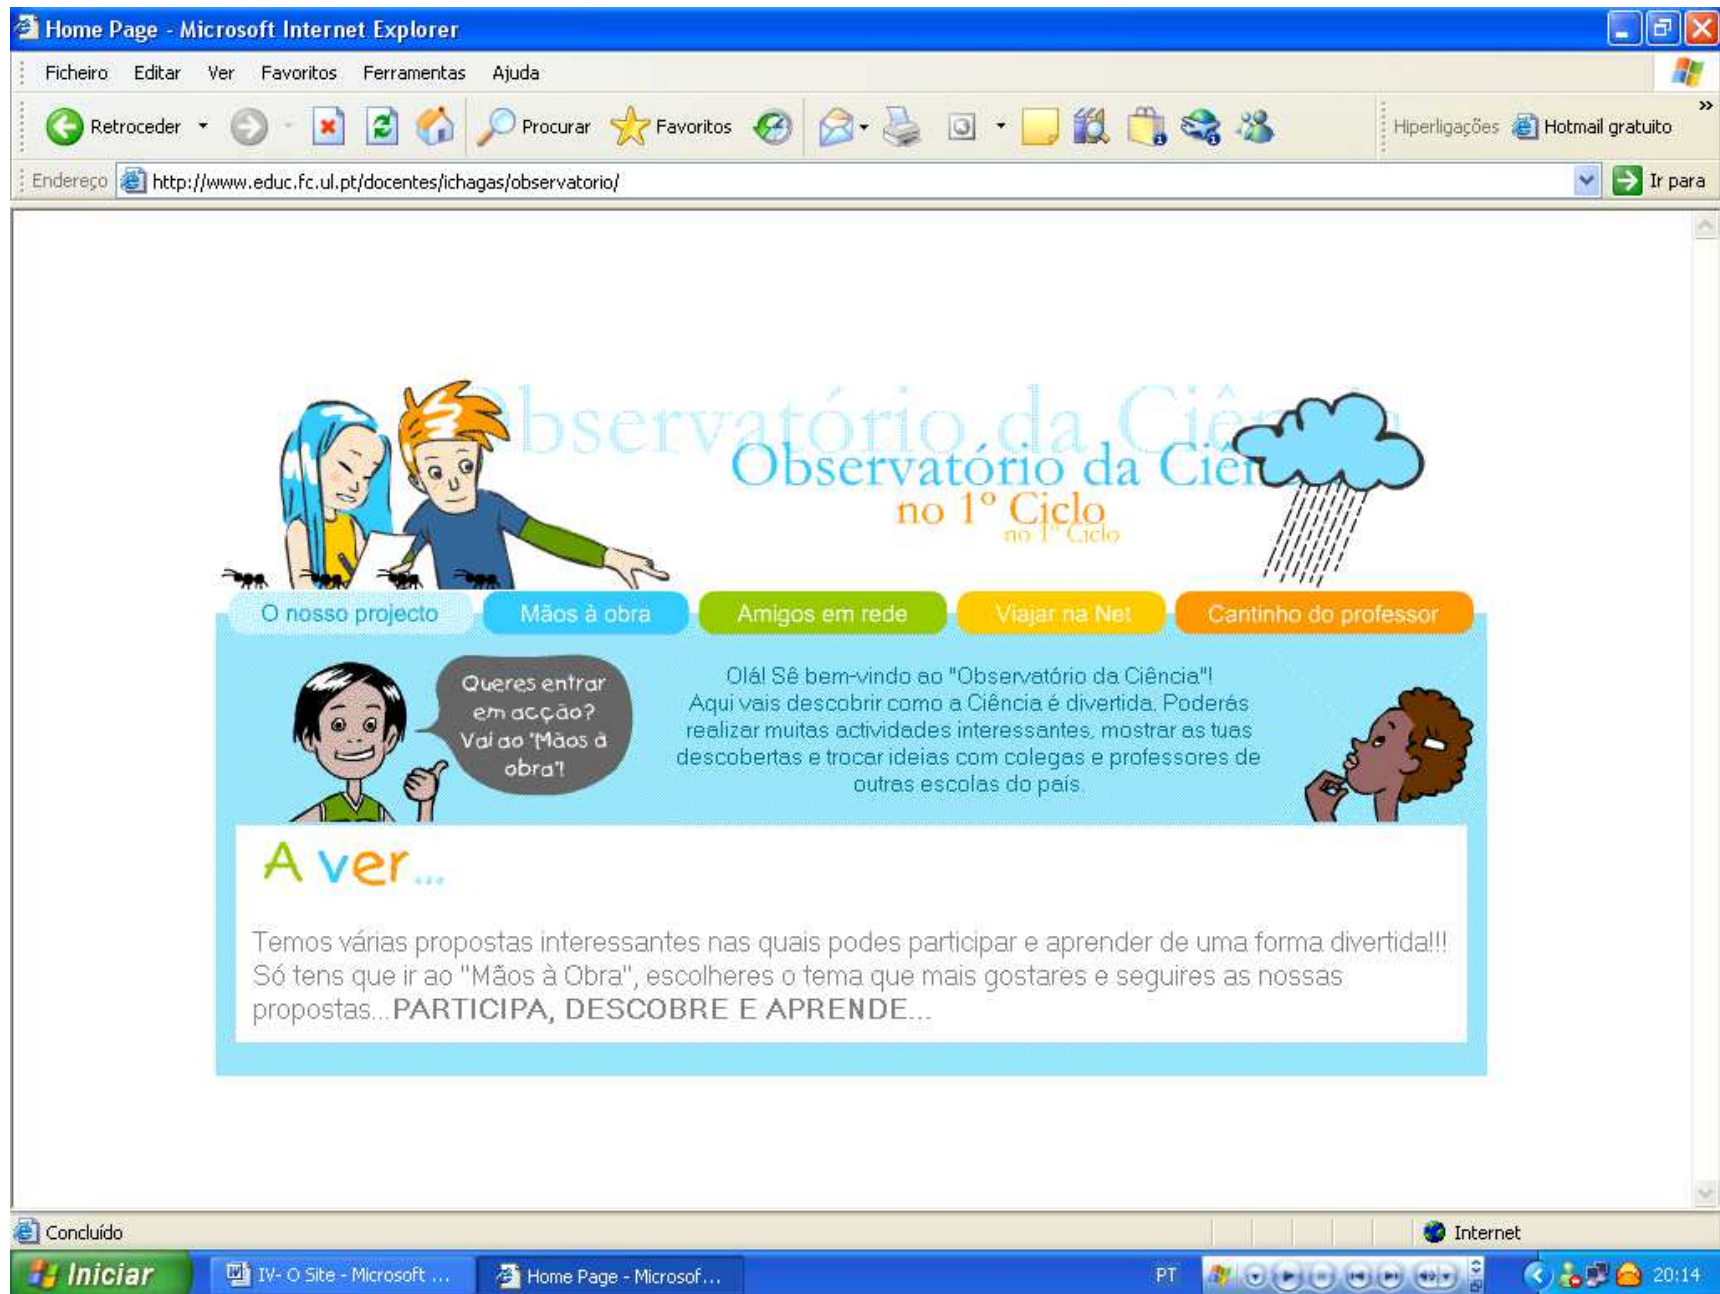 Home Page - Microsoft Internet Explorer
Ficheiro Editar Ver Favoritos Ferramentas Ajuda
Retroceder Procurar Favoritos Hiperligações Hotmail gratuito
Endereço http://www.educ.fc.ul.pt/docentes/ichagas/observatorio/ Ir para
Observatório da Ciência
Observatório da Ciên
no 1º Ciclo
no 1º Ciclo
O nosso projecto Mãos à obra Amigos em rede Viajar na Net Cantinho do professor
Queres entrar
em acção?
Vai ao "Mãos à
obra"!
Olá! Sê bem-vindo ao "Observatório da Ciência"!
Aqui vais descobrir como a Ciência é divertida. Poderás
realizar muitas actividades interessantes, mostrar as tuas
descobertas e trocar ideias com colegas e professores de
outras escolas do país.
A ver...
Temos várias propostas interessantes nas quais podes participar e aprender de uma forma divertida!!!
Só tens que ir ao "Mãos à Obra", escolheres o tema que mais gostares e seguires as nossas
propostas...PARTICIPA, DESCOBRE E APRENDE...
Concluído Internet
Iniciar IV- O Site - Microsoft ... Home Page - Microsof... PT 20:14